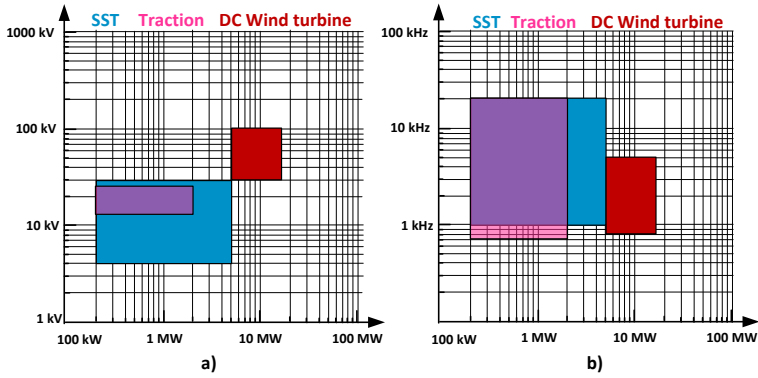 SST Traction DC Wind turbine
1000 kV
100 kV
10 kV
1 kV
100 kW 1 MW 10 MW 100 MW
a)
SST Traction DC Wind turbine
100 kHz
10 kHz
1 kHz
100 kW 1 MW 10 MW 100 MW
b)